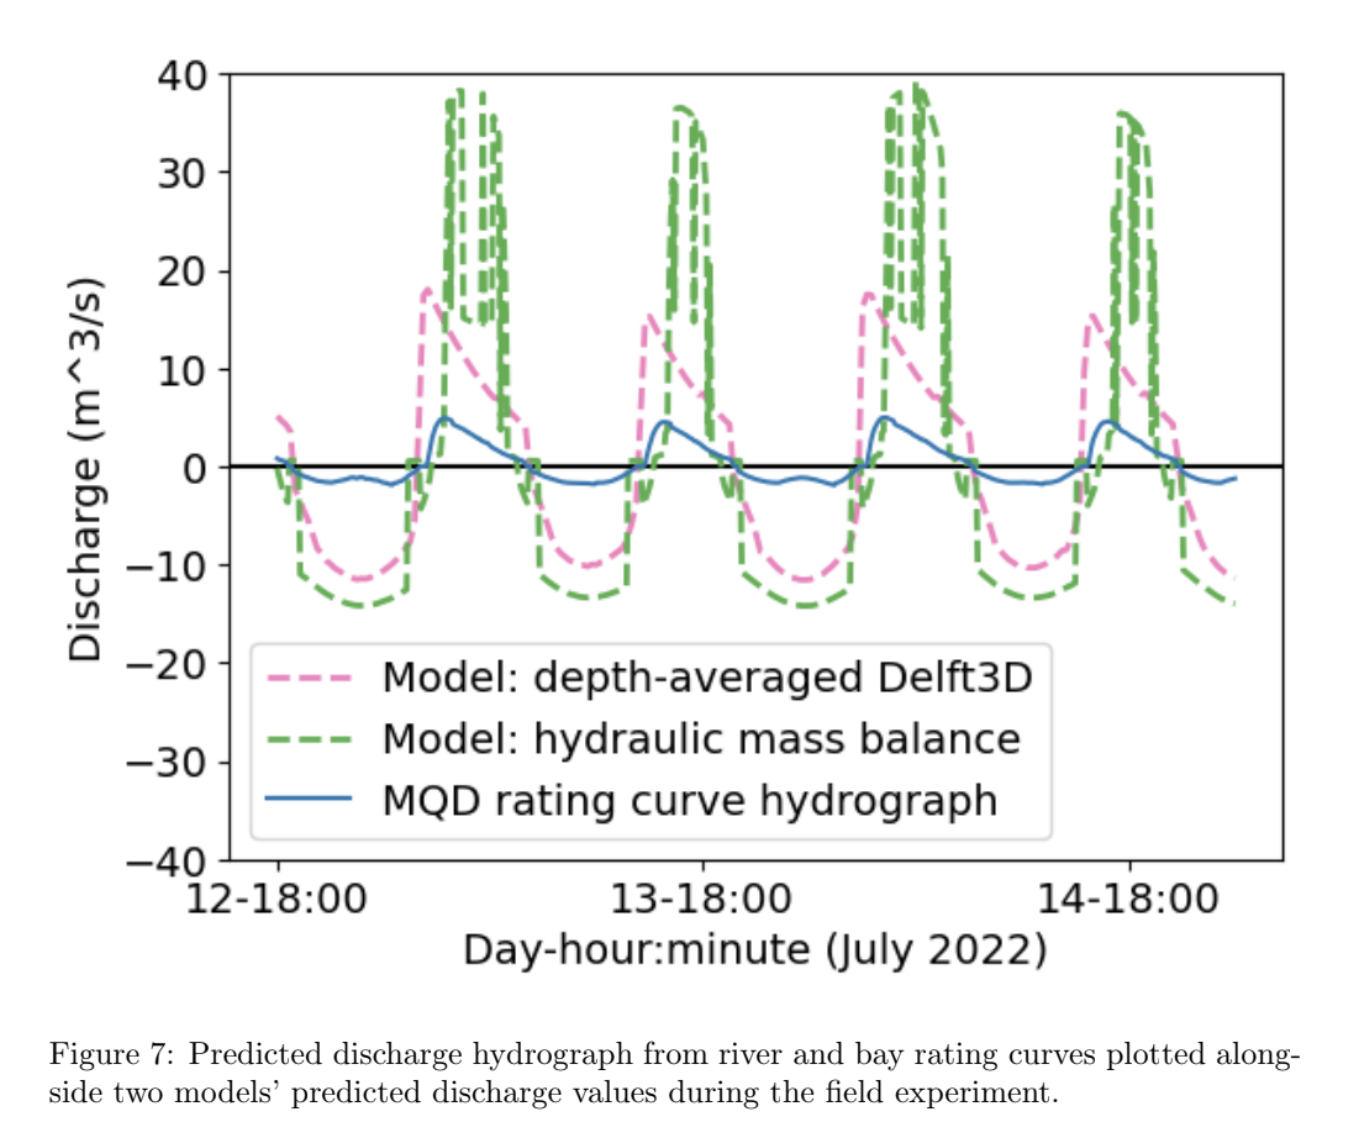 40
30
20
10
0
−10
−20
−30
−40
Discharge (m^3/s)
Model: depth-averaged Delft3D
Model: hydraulic mass balance
MQD rating curve hydrograph
12-18:00 13-18:00 14-18:00
Day-hour:minute (July 2022)
Figure 7: Predicted discharge hydrograph from river and bay rating curves plotted along-
side two models’ predicted discharge values during the field experiment.